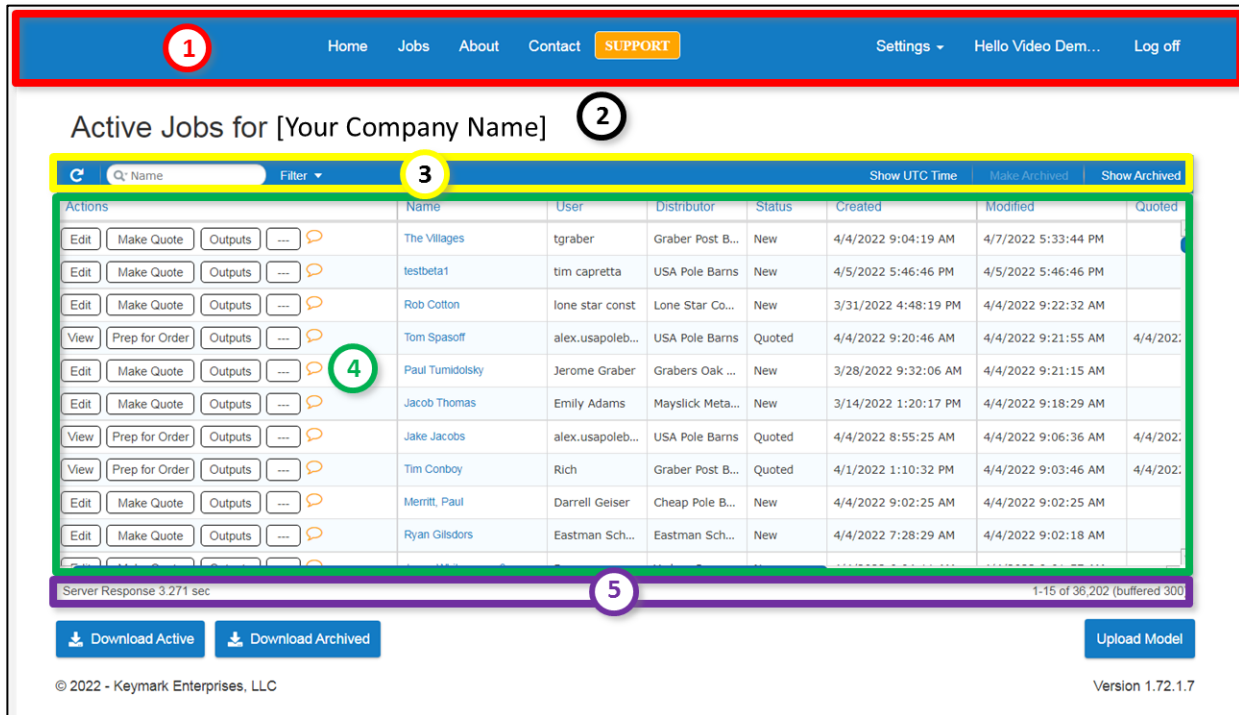 1 Home Jobs About Contact SUPPORT Settings Hello Video Dem... Log off
2
Active Jobs for [Your Company Name]
Name Filter 3 Show UTC Time Make Archived Show Archived
Actions Name User Distributor Status Created Modified Quoted
Edit Make Quote Outputs --- The Villages tgraber Graber Post B... New 4/4/2022 9:04:19 AM 4/7/2022 5:33:44 PM
Edit Make Quote Outputs --- testbeta1 tim capretta USA Pole Barns New 4/5/2022 5:46:46 PM 4/5/2022 5:46:46 PM
Edit Make Quote Outputs --- Rob Cotton lone star const Lone Star Co... New 3/31/2022 4:48:19 PM 4/4/2022 9:22:32 AM
View Prep for Order Outputs --- Tom Spasoff alex.usapoleb... USA Pole Barns Quoted 4/4/2022 9:20:46 AM 4/4/2022 9:21:55 AM 4/4/2022
Edit Make Quote Outputs --- 4 Paul Tumidolsky Jerome Graber Grabers Oak ... New 3/28/2022 9:32:06 AM 4/4/2022 9:21:15 AM
Edit Make Quote Outputs --- Jacob Thomas Emily Adams Mayslick Meta... New 3/14/2022 1:20:17 PM 4/4/2022 9:18:29 AM
View Prep for Order Outputs --- Jake Jacobs alex.usapoleb... USA Pole Barns Quoted 4/4/2022 8:55:25 AM 4/4/2022 9:06:36 AM 4/4/2022
View Prep for Order Outputs --- Tim Conboy Rich Graber Post B... Quoted 4/1/2022 1:10:32 PM 4/4/2022 9:03:46 AM 4/4/2022
Edit Make Quote Outputs --- Merritt, Paul Darrell Geiser Cheap Pole B... New 4/4/2022 9:02:25 AM 4/4/2022 9:02:25 AM
Edit Make Quote Outputs --- Ryan Gilsdors Eastman Sch... Eastman Sch... New 4/4/2022 7:28:29 AM 4/4/2022 9:02:18 AM
Server Response 3.271 sec 5 1-15 of 36,202 (buffered 300)
Download Active Download Archived Upload Model
© 2022 - Keymark Enterprises, LLC Version 1.72.1.7